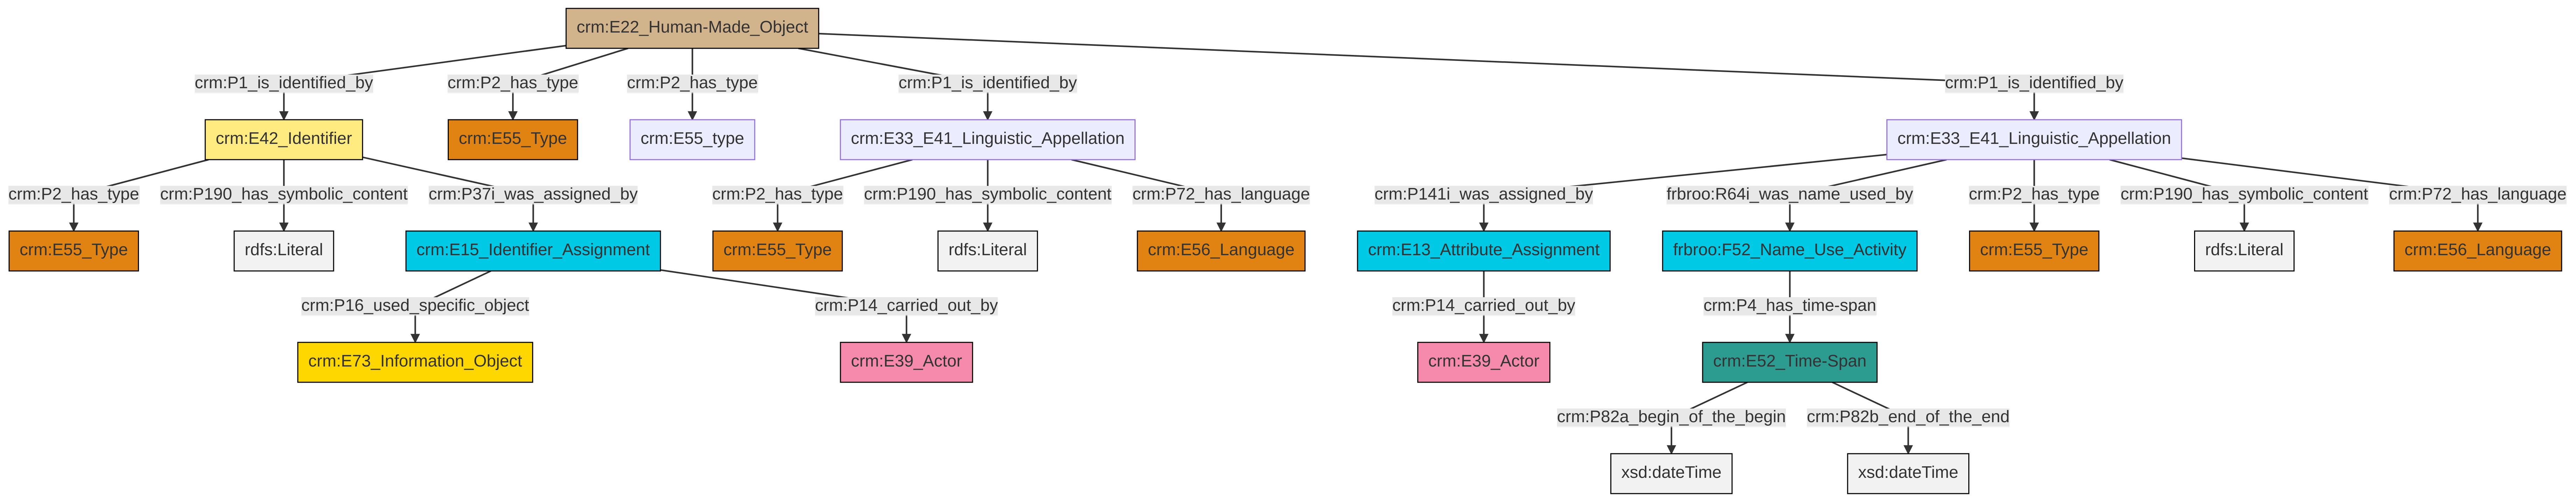 crm:E22_Human-Made_Object
crm:P1_is_identified_by
crm:P2_has_type
crm:P2_has_type
crm:P1_is_identified_by
crm:P1_is_identified_by
crm:E42_Identifier
crm:E55_Type
crm:E55_type
crm:E33_E41_Linguistic_Appellation
crm:E33_E41_Linguistic_Appellation
crm:P2_has_type
crm:P190_has_symbolic_content
crm:P37i_was_assigned_by
crm:P2_has_type
crm:P190_has_symbolic_content
crm:P72_has_language
crm:P141i_was_assigned_by
frbroo:R64i_was_name_used_by
crm:P2_has_type
crm:P190_has_symbolic_content
crm:P72_has_language
crm:E55_Type
rdfs:Literal
crm:E15_Identifier_Assignment
crm:E55_Type
rdfs:Literal
crm:E56_Language
crm:E13_Attribute_Assignment
frbroo:F52_Name_Use_Activity
crm:E55_Type
rdfs:Literal
crm:E56_Language
crm:P16_used_specific_object
crm:P14_carried_out_by
crm:P14_carried_out_by
crm:P4_has_time-span
crm:E73_Information_Object
crm:E39_Actor
crm:E39_Actor
crm:E52_Time-Span
crm:P82a_begin_of_the_begin
crm:P82b_end_of_the_end
xsd:dateTime
xsd:dateTime